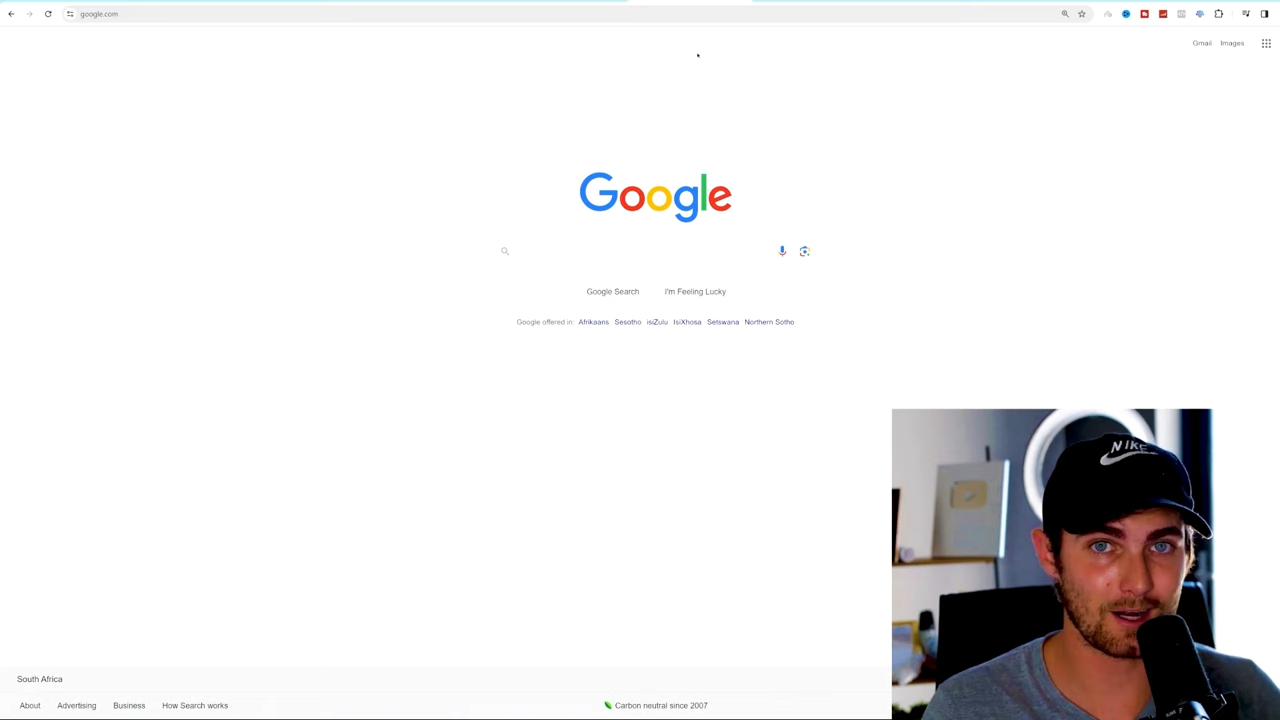 google.com
Gmail Images
Google
Google Search I'm Feeling Lucky
Google offered in: Afrikaans Sesotho isiZulu IsiXhosa Setswana Northern Sotho
NIKE
South Africa
About Advertising Business How Search works Carbon neutral since 2007